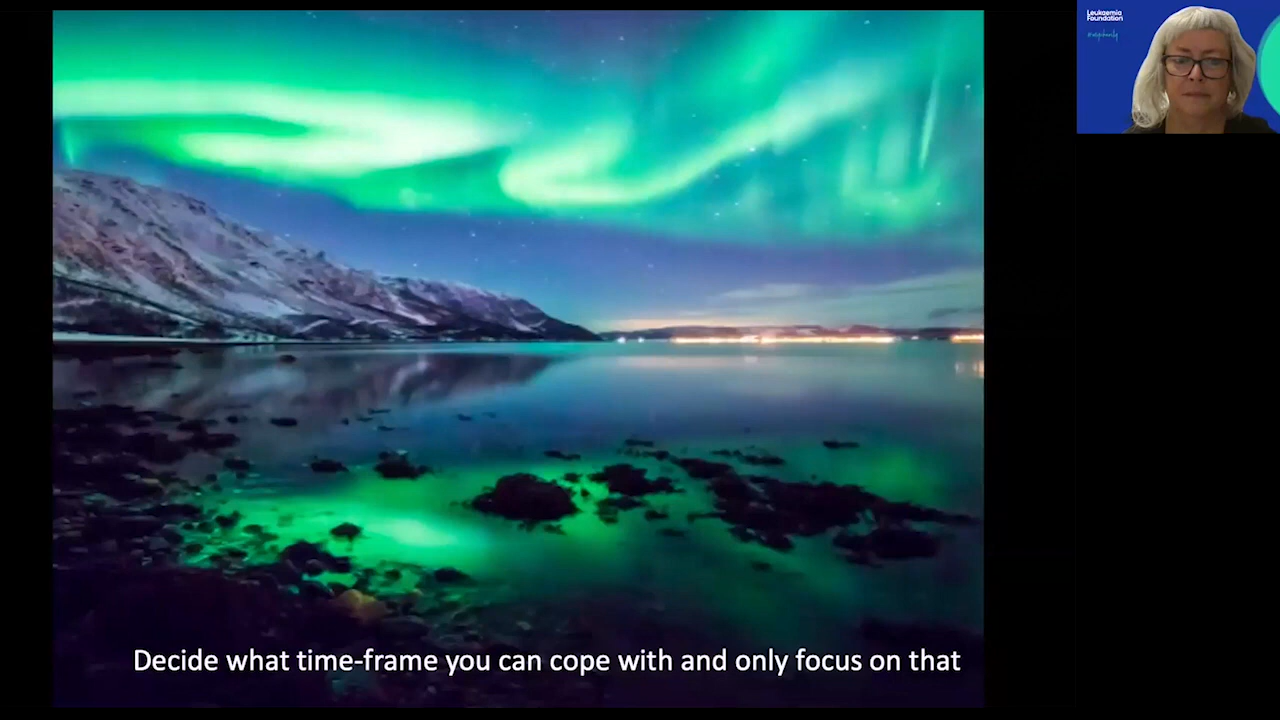 Leukaemia
Foundation
Decide what time-frame you can cope with and only focus on that